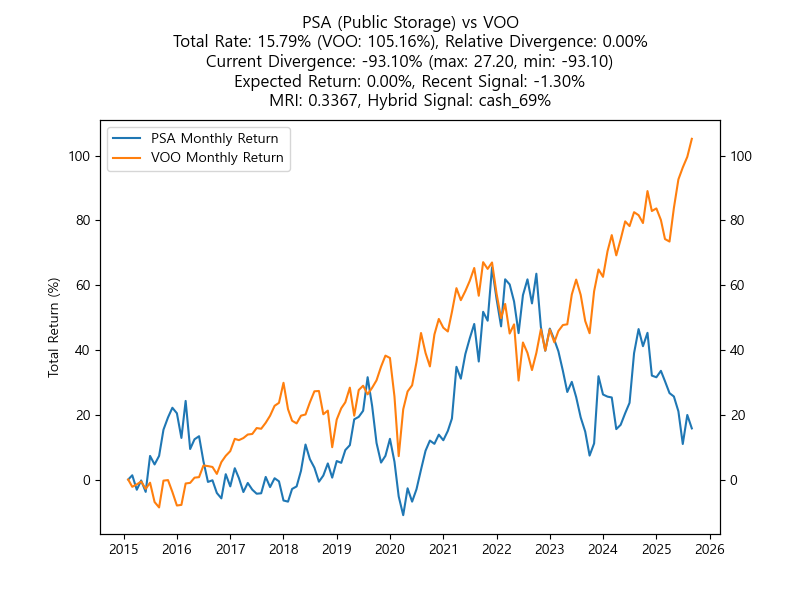 PSA (Public Storage) vs VOO
Total Rate: 15.79% (VOO: 105.16%), Relative Divergence: 0.00%
Current Divergence: -93.10% (max: 27.20, min: -93.10)
Expected Return: 0.00%, Recent Signal: -1.30%
MRI: 0.3367, Hybrid Signal: cash_69%
PSA Monthly Return
VOO Monthly Return
Total Return (%)
100
80
60
40
20
0
100
80
60
40
20
0
2015 2016 2017 2018 2019 2020 2021 2022 2023 2024 2025 2026